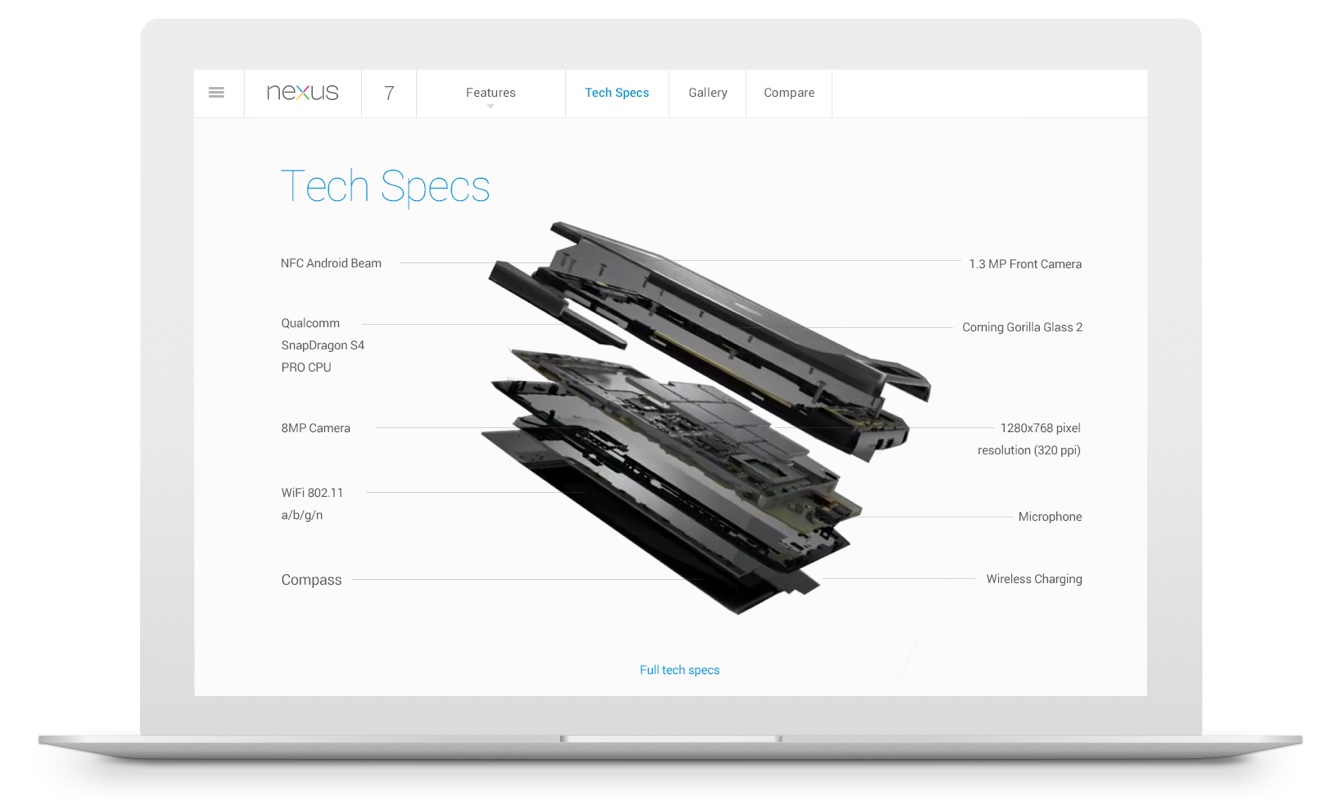 nexus
7
Features
Tech Specs
Gallery
Compare
Tech Specs
NFC Android Beam
Qualcomm
SnapDragon S4
PRO CPU
8MP Camera
WiFi 802.11
a/b/g/n
Compass
1.3 MP Front Camera
Corning Gorilla Glass 2
1280x768 pixel
resolution (320 ppi)
Microphone
Wireless Charging
Full tech specs